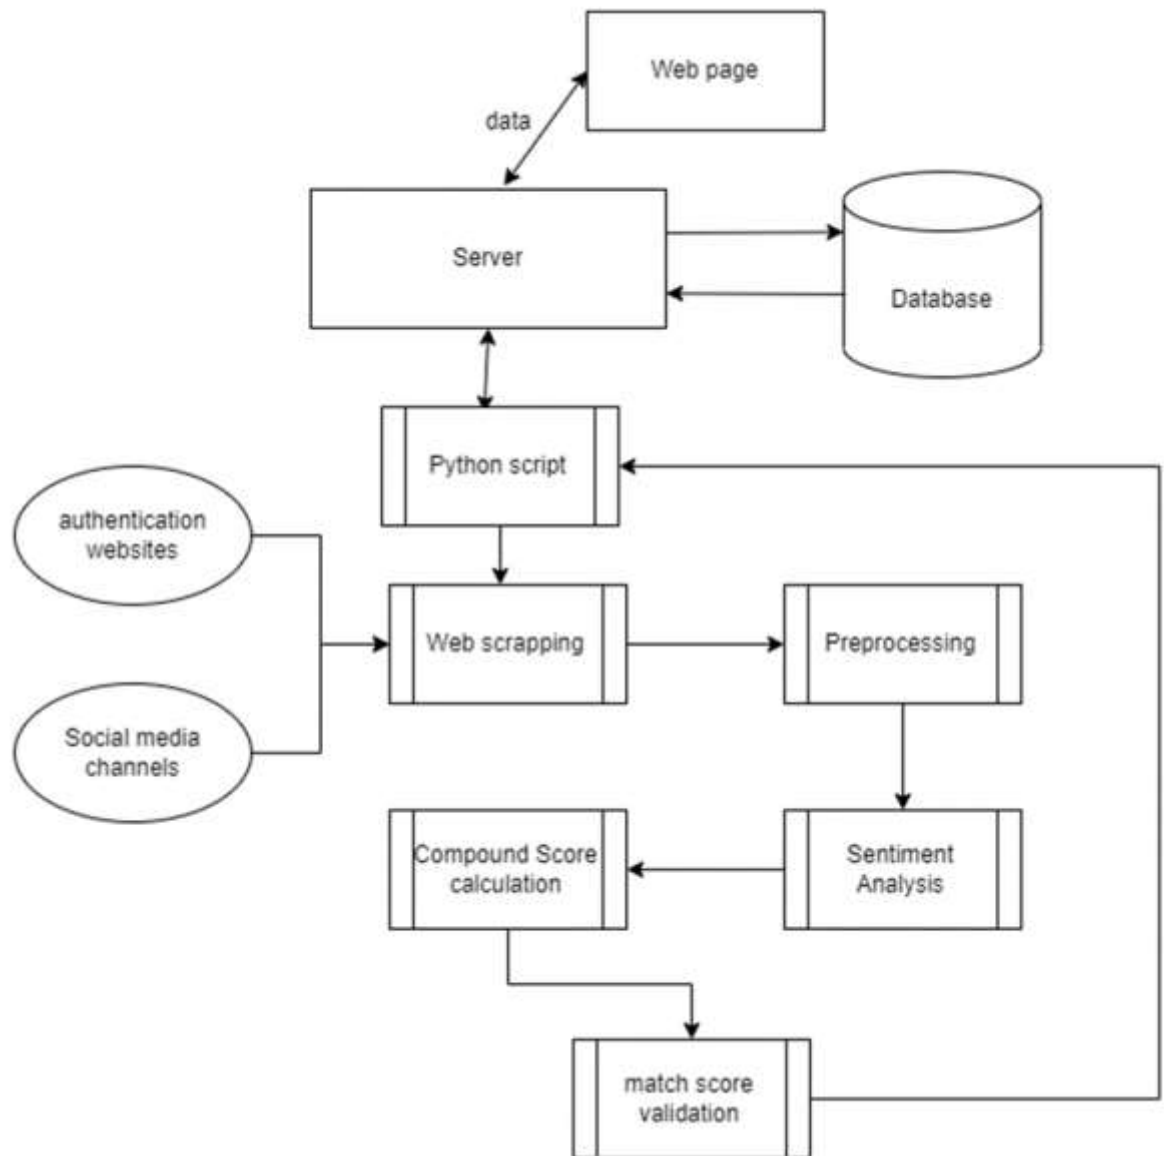 Web page
data
Server
Database
Python script
authentication
websites
Web scrapping
Preprocessing
Social media
channels
Compound Score
calculation
Sentiment
Analysis
match score
validation